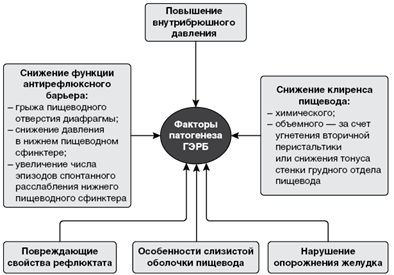 Повышение
внутрибрюшного
давления
Снижение функции
антирефлюксного
барьера:
– грыжа пищеводного
отверстия диафрагмы;
– снижение давления
в нижнем пищеводном
сфинктере;
– увеличение числа
эпизодов спонтанного
расслабления нижнего
пищеводного сфинктера
Факторы
патогенеза
ГЭРБ
Снижение клиренса
пищевода:
– химического;
– объемного — за счет
угнетения вторичной
перистальтики
или снижения тонуса
стенки грудного отдела
пищевода
Повреждающие
свойства рефлюктата
Особенности слизистой
оболочки пищевода
Нарушение
опорожнения желудка